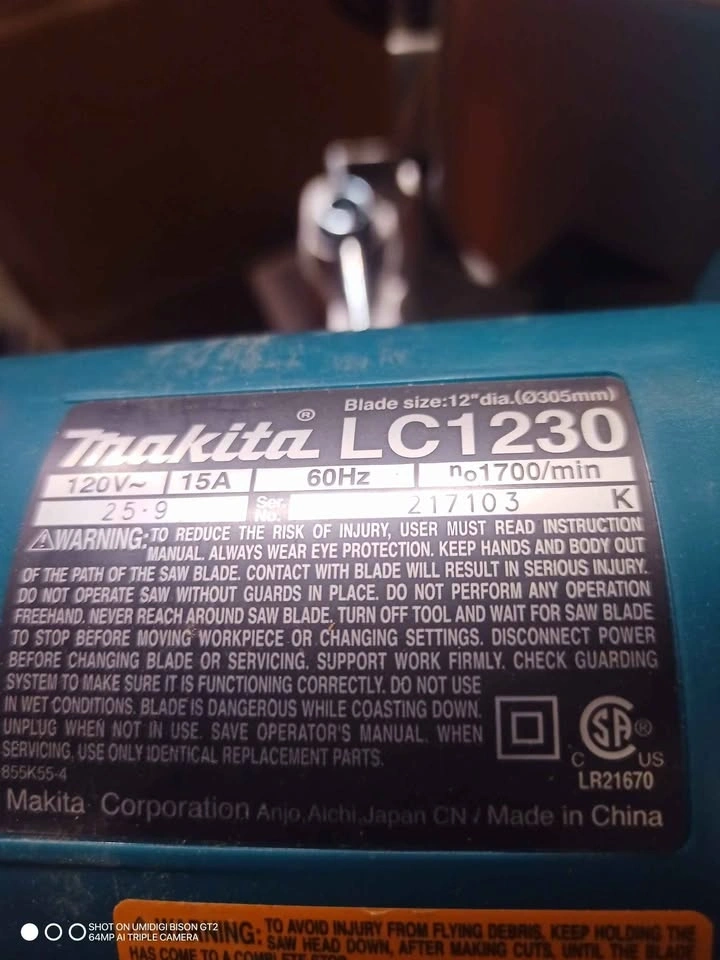 Blade size:12"dia.(Ø305mm)
makita® LC1230
120V~ 15A 60Hz n₀1700/min
25·9 Ser. No. 217103 K
⚠WARNING: TO REDUCE THE RISK OF INJURY, USER MUST READ INSTRUCTION
MANUAL. ALWAYS WEAR EYE PROTECTION. KEEP HANDS AND BODY OUT
OF THE PATH OF THE SAW BLADE. CONTACT WITH BLADE WILL RESULT IN SERIOUS INJURY.
DO NOT OPERATE SAW WITHOUT GUARDS IN PLACE. DO NOT PERFORM ANY OPERATION
FREEHAND. NEVER REACH AROUND SAW BLADE. TURN OFF TOOL AND WAIT FOR SAW BLADE
TO STOP BEFORE MOVING WORKPIECE OR CHANGING SETTINGS. DISCONNECT POWER
BEFORE CHANGING BLADE OR SERVICING. SUPPORT WORK FIRMLY. CHECK GUARDING
SYSTEM TO MAKE SURE IT IS FUNCTIONING CORRECTLY. DO NOT USE
IN WET CONDITIONS. BLADE IS DANGEROUS WHILE COASTING DOWN.
UNPLUG WHEN NOT IN USE. SAVE OPERATOR'S MANUAL. WHEN
SERVICING, USE ONLY IDENTICAL REPLACEMENT PARTS.
855K55-4
C SA ® US
LR21670
Makita Corporation Anjo,Aichi,Japan CN / Made in China
⚠WARNING: TO AVOID INJURY FROM FLYING DEBRIS, KEEP HOLDING THE
SAW HEAD DOWN, AFTER MAKING CUTS, UNTIL THE BLADE
HAS COME TO A COMPLETE STOP.
SHOT ON UMIDIGI BISON GT2
64MP AI TRIPLE CAMERA